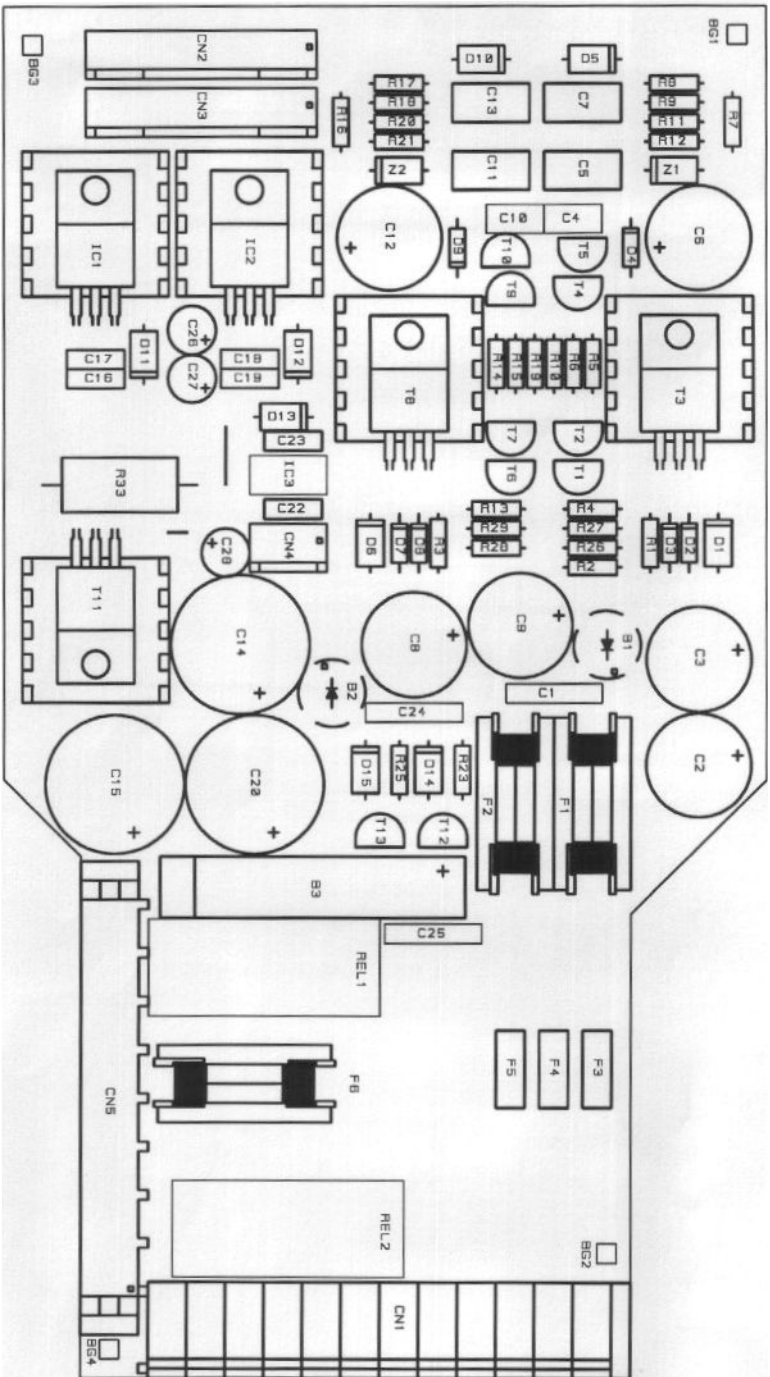 CN2
BG1
BG3
D10
D5
CN3
R17
R8
R18
C13
C7
R9
R16
R20
R11
R7
R21
R12
Z2
C11
C5
Z1
IC1
IC2
C12
D9
C10
C4
D4
C6
T10
T5
T9
T4
C26
C17
D11
C18
D12
C16
C27
C19
T8
R14
R15
R19
R10
R6
R5
T3
D13
C23
T7
T2
R33
IC3
T6
T1
C22
R13
R4
C28
CN4
D6
D7
D8
R3
R29
R27
R1
D3
D2
D1
R28
R26
R2
T11
C14
C8
C9
B1
C3
B2
C1
C24
C15
C20
D15
R25
D14
R23
F2
F1
C2
T13
T12
B3
C25
REL1
CN5
F6
F5
F4
F3
REL2
BG2
CN1
BG4